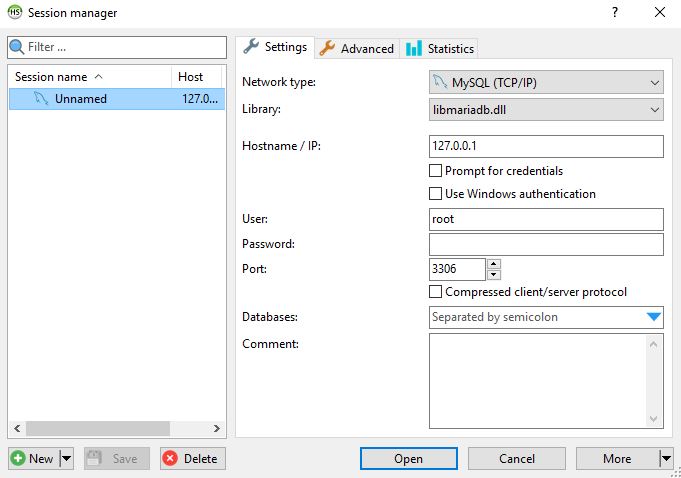 HS Session manager
Filter ...
Session name Host
Unnamed 127.0...
New Save Delete
Settings Advanced Statistics
Network type: MySQL (TCP/IP)
Library: libmariadb.dll
Hostname / IP: 127.0.0.1
Prompt for credentials
Use Windows authentication
User: root
Password:
Port: 3306
Compressed client/server protocol
Databases: Separated by semicolon
Comment:
Open Cancel More